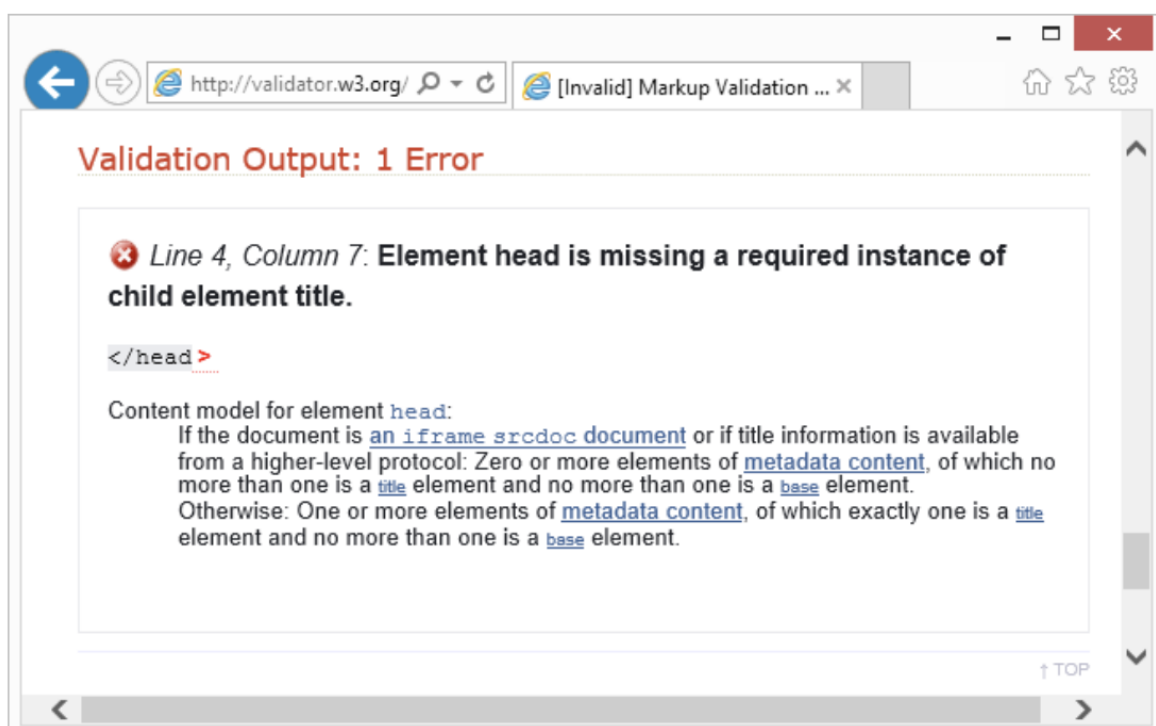 http://validator.w3.org/
[Invalid] Markup Validation ...
Validation Output: 1 Error
Line 4, Column 7: Element head is missing a required instance of
child element title.
</head>
Content model for element head:
If the document is an iframe srcdoc document or if title information is available
from a higher-level protocol: Zero or more elements of metadata content, of which no
more than one is a title element and no more than one is a base element.
Otherwise: One or more elements of metadata content, of which exactly one is a title
element and no more than one is a base element.
↑ TOP